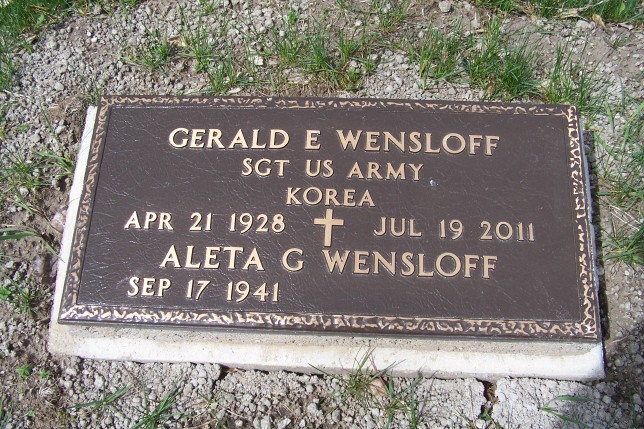 GERALD E WENSLOFF
SGT US ARMY
KOREA
APR 21 1928 JUL 19 2011
ALETA G WENSLOFF
SEP 17 1941